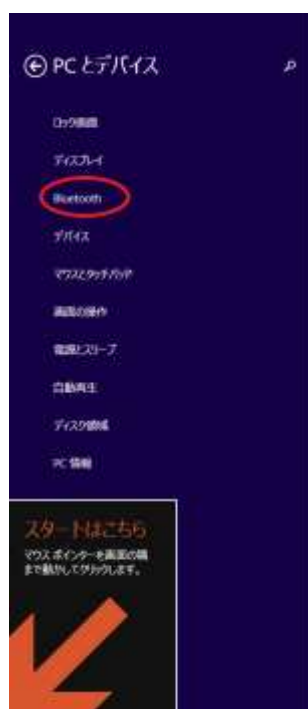 PC とデバイス
ロック画面
ディスプレイ
Bluetooth
デバイス
マウスとタッチパッド
画面の操作
電源とスリープ
自動再生
ディスク領域
PC 情報
スタートはこちら
マウス ポインターを画面の隅
まで動かしてクリックします。